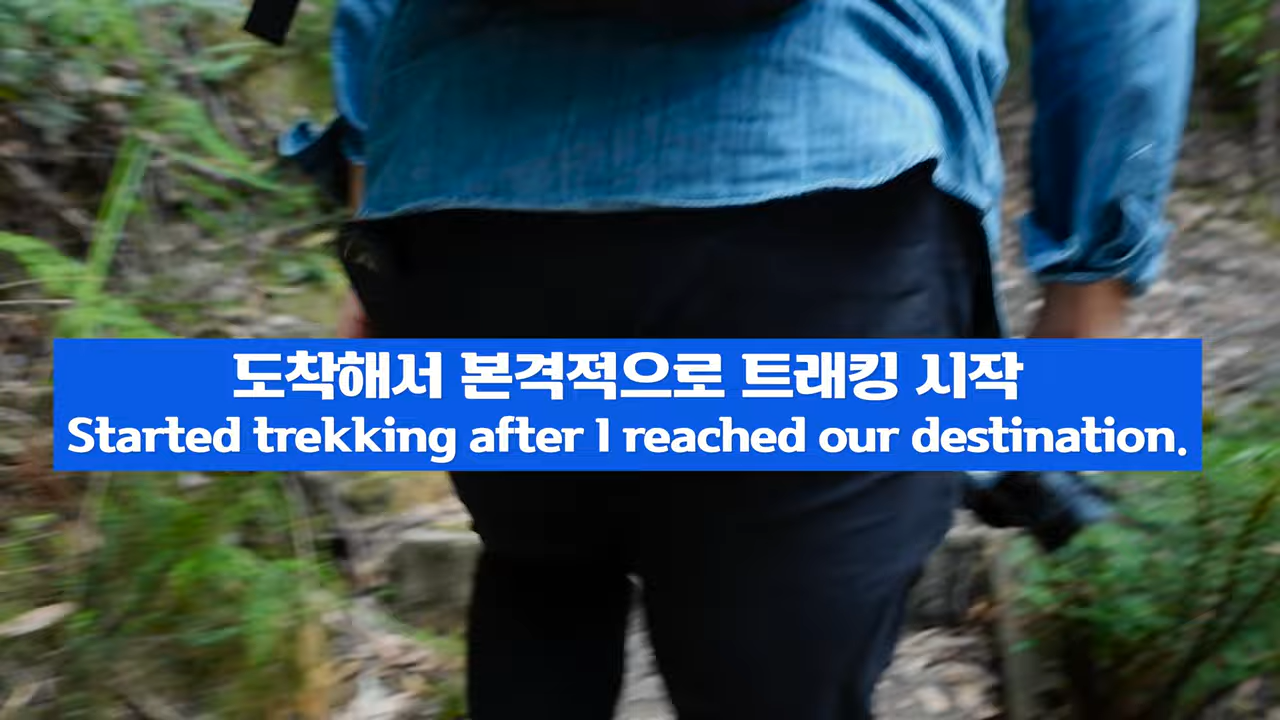 도착해서 본격적으로 트래킹 시작
Started trekking after I reached our destination.